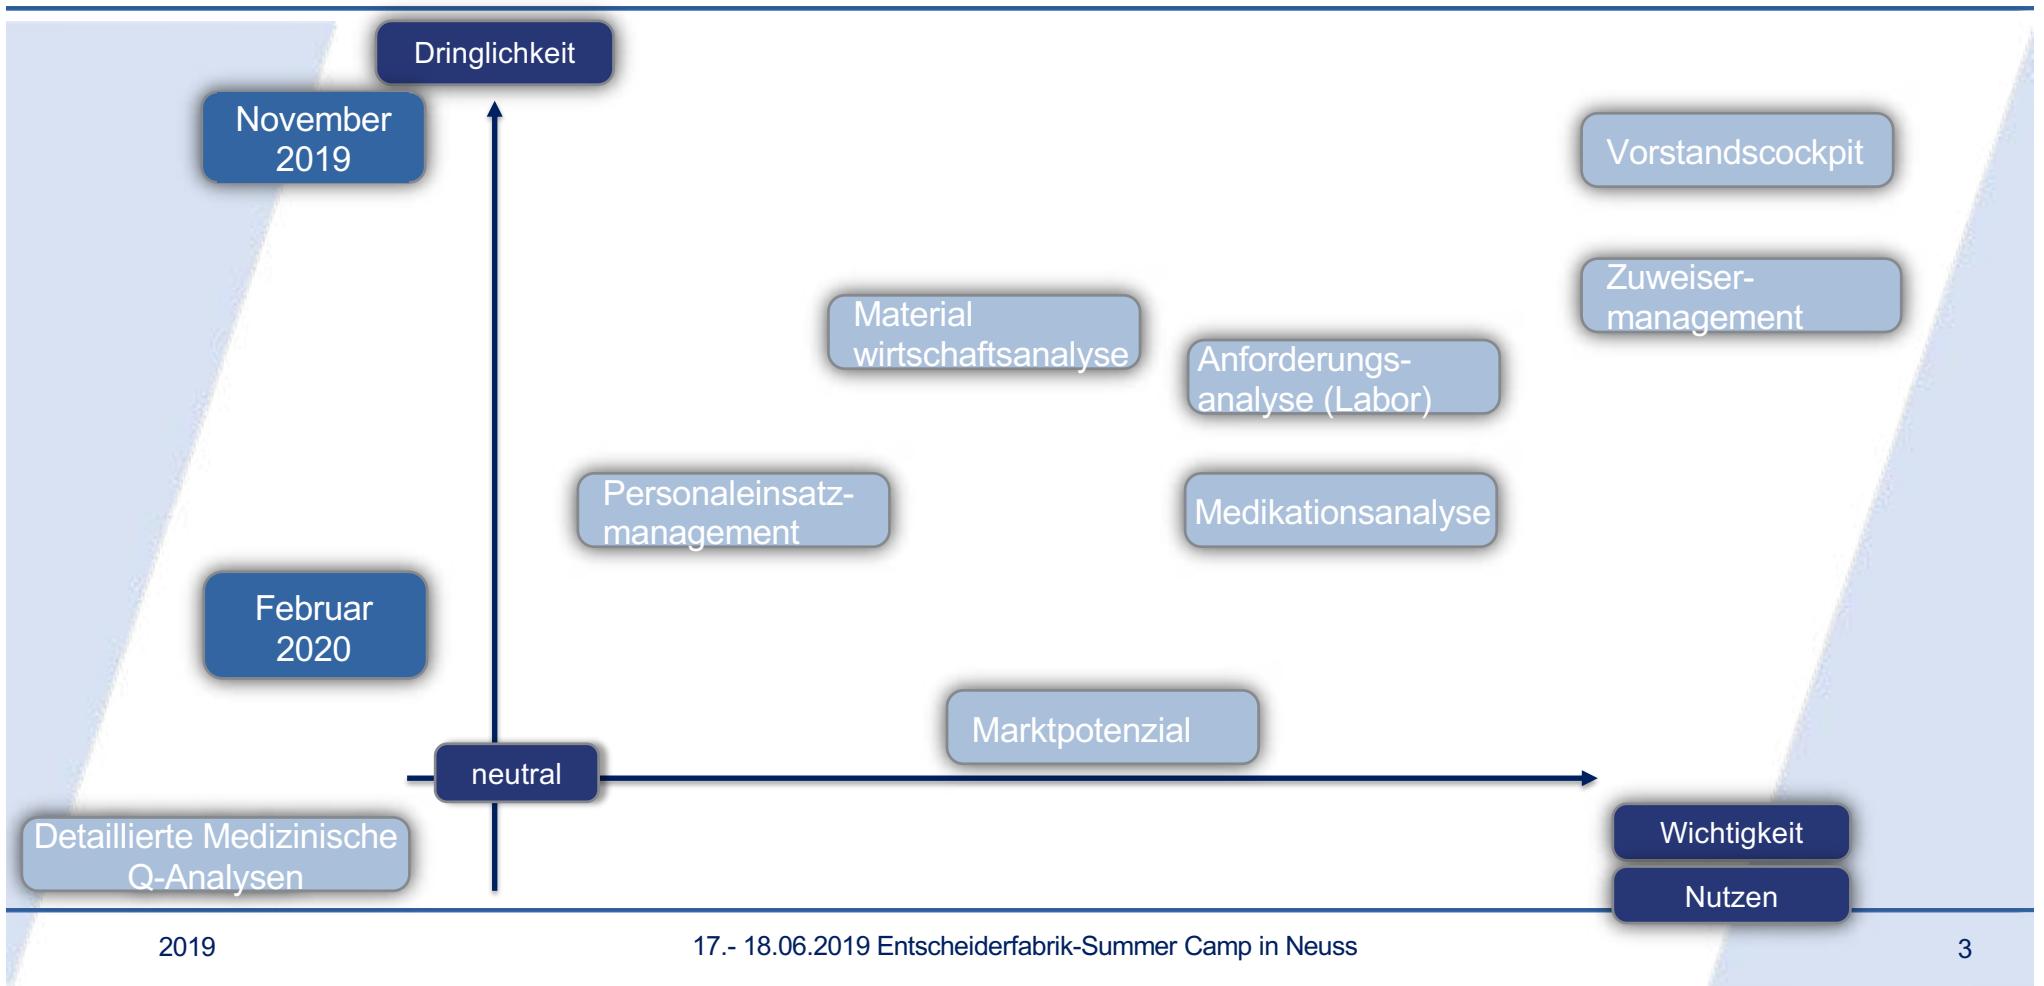 Dringlichkeit
November
2019
Vorstandscockpit
Zuweiser-
management
Material
wirtschaftsanalyse
Anforderungs-
analyse (Labor)
Personaleinsatz-
management
Medikationsanalyse
Februar
2020
Marktpotenzial
neutral
Detaillierte Medizinische
Q-Analysen
Wichtigkeit
Nutzen
2019
17.- 18.06.2019 Entscheiderfabrik-Summer Camp in Neuss
3